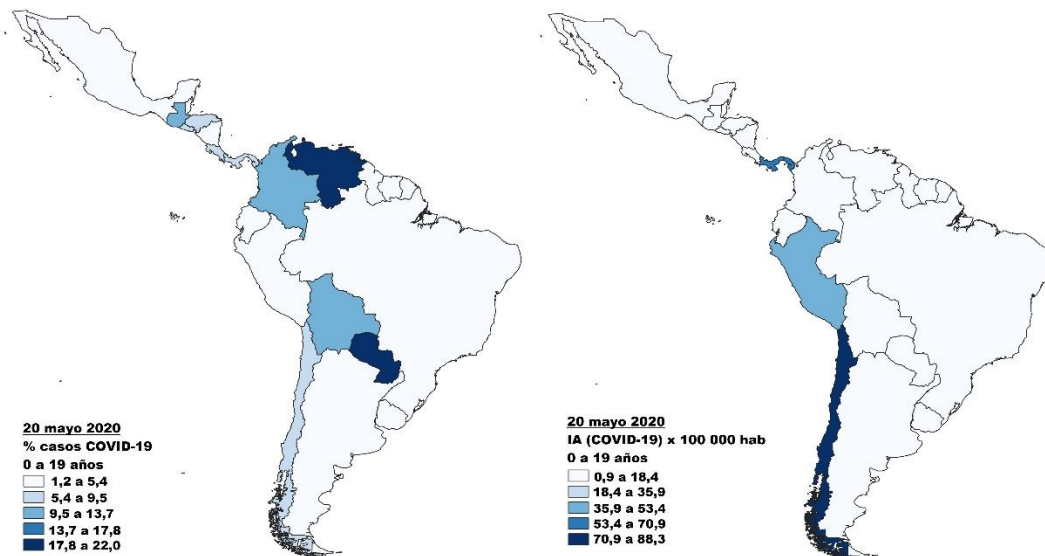 20 mayo 2020
% casos COVID-19
0 a 19 años
1,2 a 5,4
5,4 a 9,5
9,5 a 13,7
13,7 a 17,8
17,8 a 22,0
20 mayo 2020
IA (COVID-19) x 100 000 hab
0 a 19 años
0,9 a 18,4
18,4 a 35,9
35,9 a 53,4
53,4 a 70,9
70,9 a 88,3